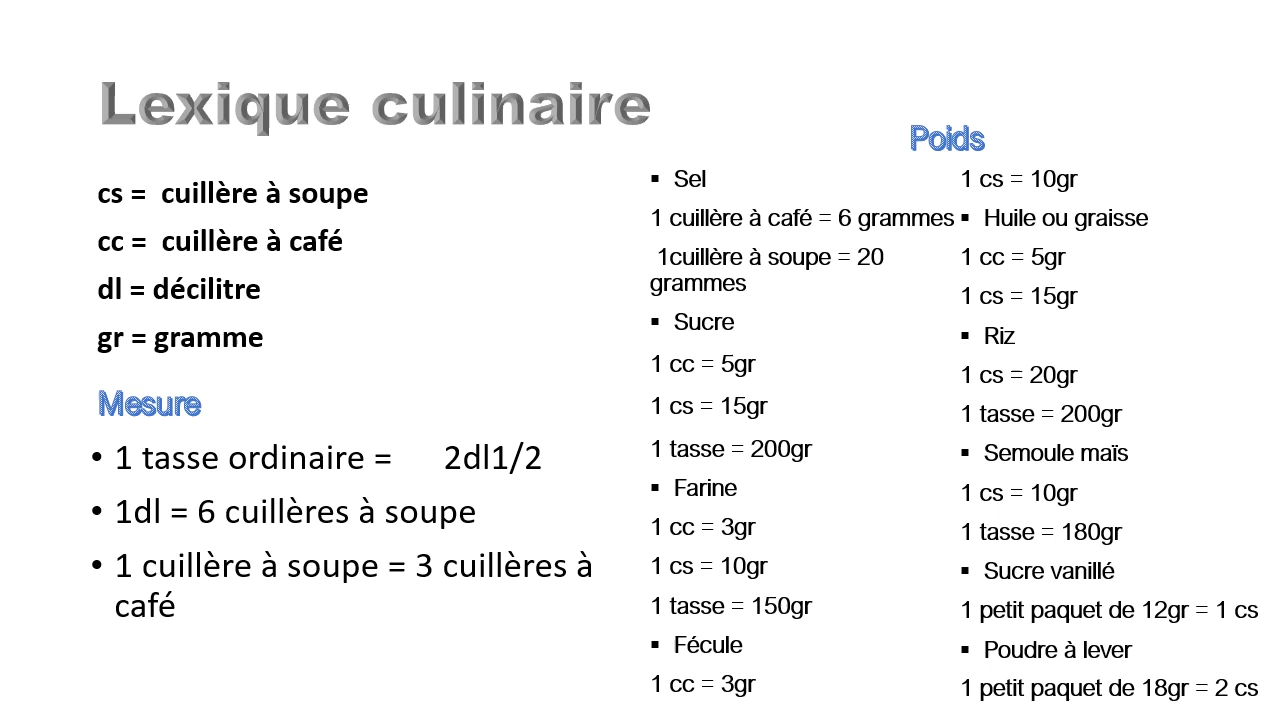 Lexique culinaire
cs =  cuillère à soupe
cc =  cuillère à café
dl = décilitre
gr = gramme
Mesure
• 1 tasse ordinaire =      2dl1/2
• 1dl = 6 cuillères à soupe
• 1 cuillère à soupe = 3 cuillères à
café
Poids
▪ Sel
1 cuillère à café = 6 grammes
1cuillère à soupe = 20
grammes
▪ Sucre
1 cc = 5gr
1 cs = 15gr
1 tasse = 200gr
▪ Farine
1 cc = 3gr
1 cs = 10gr
1 tasse = 150gr
▪ Fécule
1 cc = 3gr
1 cs = 10gr
▪ Huile ou graisse
1 cc = 5gr
1 cs = 15gr
▪ Riz
1 cs = 20gr
1 tasse = 200gr
▪ Semoule maïs
1 cs = 10gr
1 tasse = 180gr
▪ Sucre vanillé
1 petit paquet de 12gr = 1 cs
▪ Poudre à lever
1 petit paquet de 18gr = 2 cs